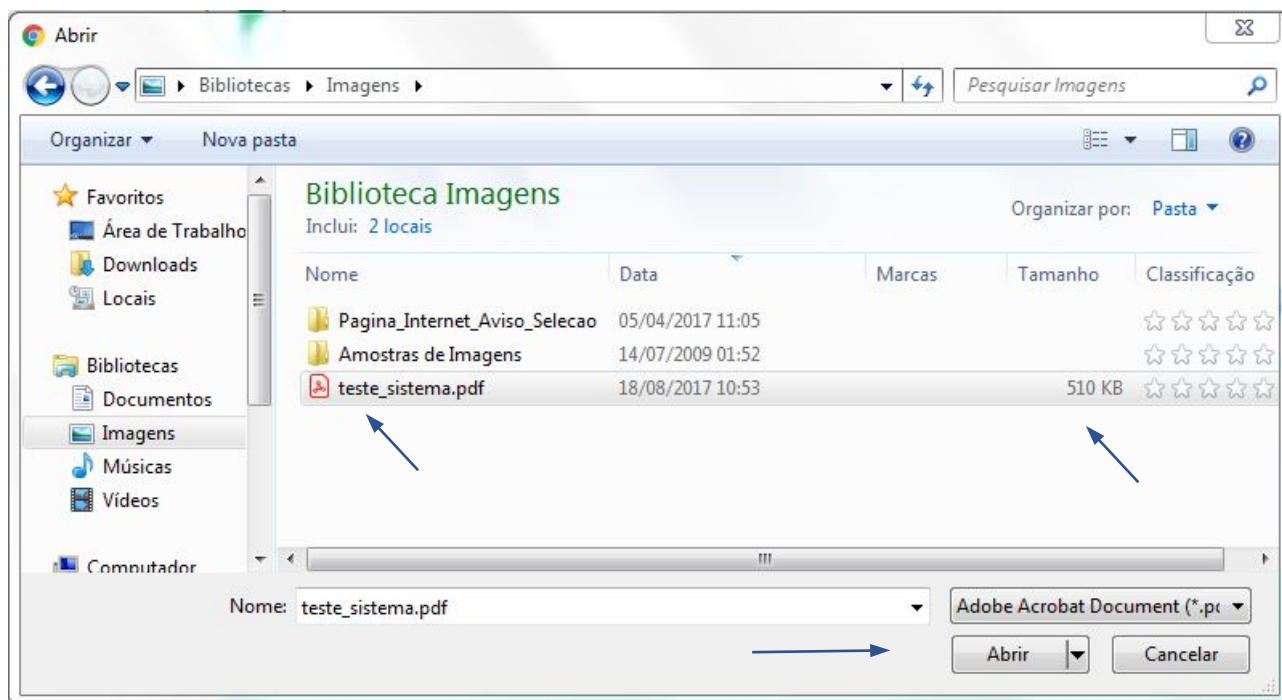 Abrir
Bibliotecas Imagens
Pesquisar Imagens
Organizar Nova pasta
Favoritos
Área de Trabalho
Downloads
Locais
Bibliotecas
Documentos
Imagens
Músicas
Vídeos
Computador
Biblioteca Imagens
Inclui: 2 locais
Organizar por: Pasta
Nome Data Marcas Tamanho Classificação
Pagina_Internet_Aviso_Selecao 05/04/2017 11:05
Amostras de Imagens 14/07/2009 01:52
teste_sistema.pdf 18/08/2017 10:53 510 KB
Nome: teste_sistema.pdf
Adobe Acrobat Document (*.pc
Abrir Cancelar